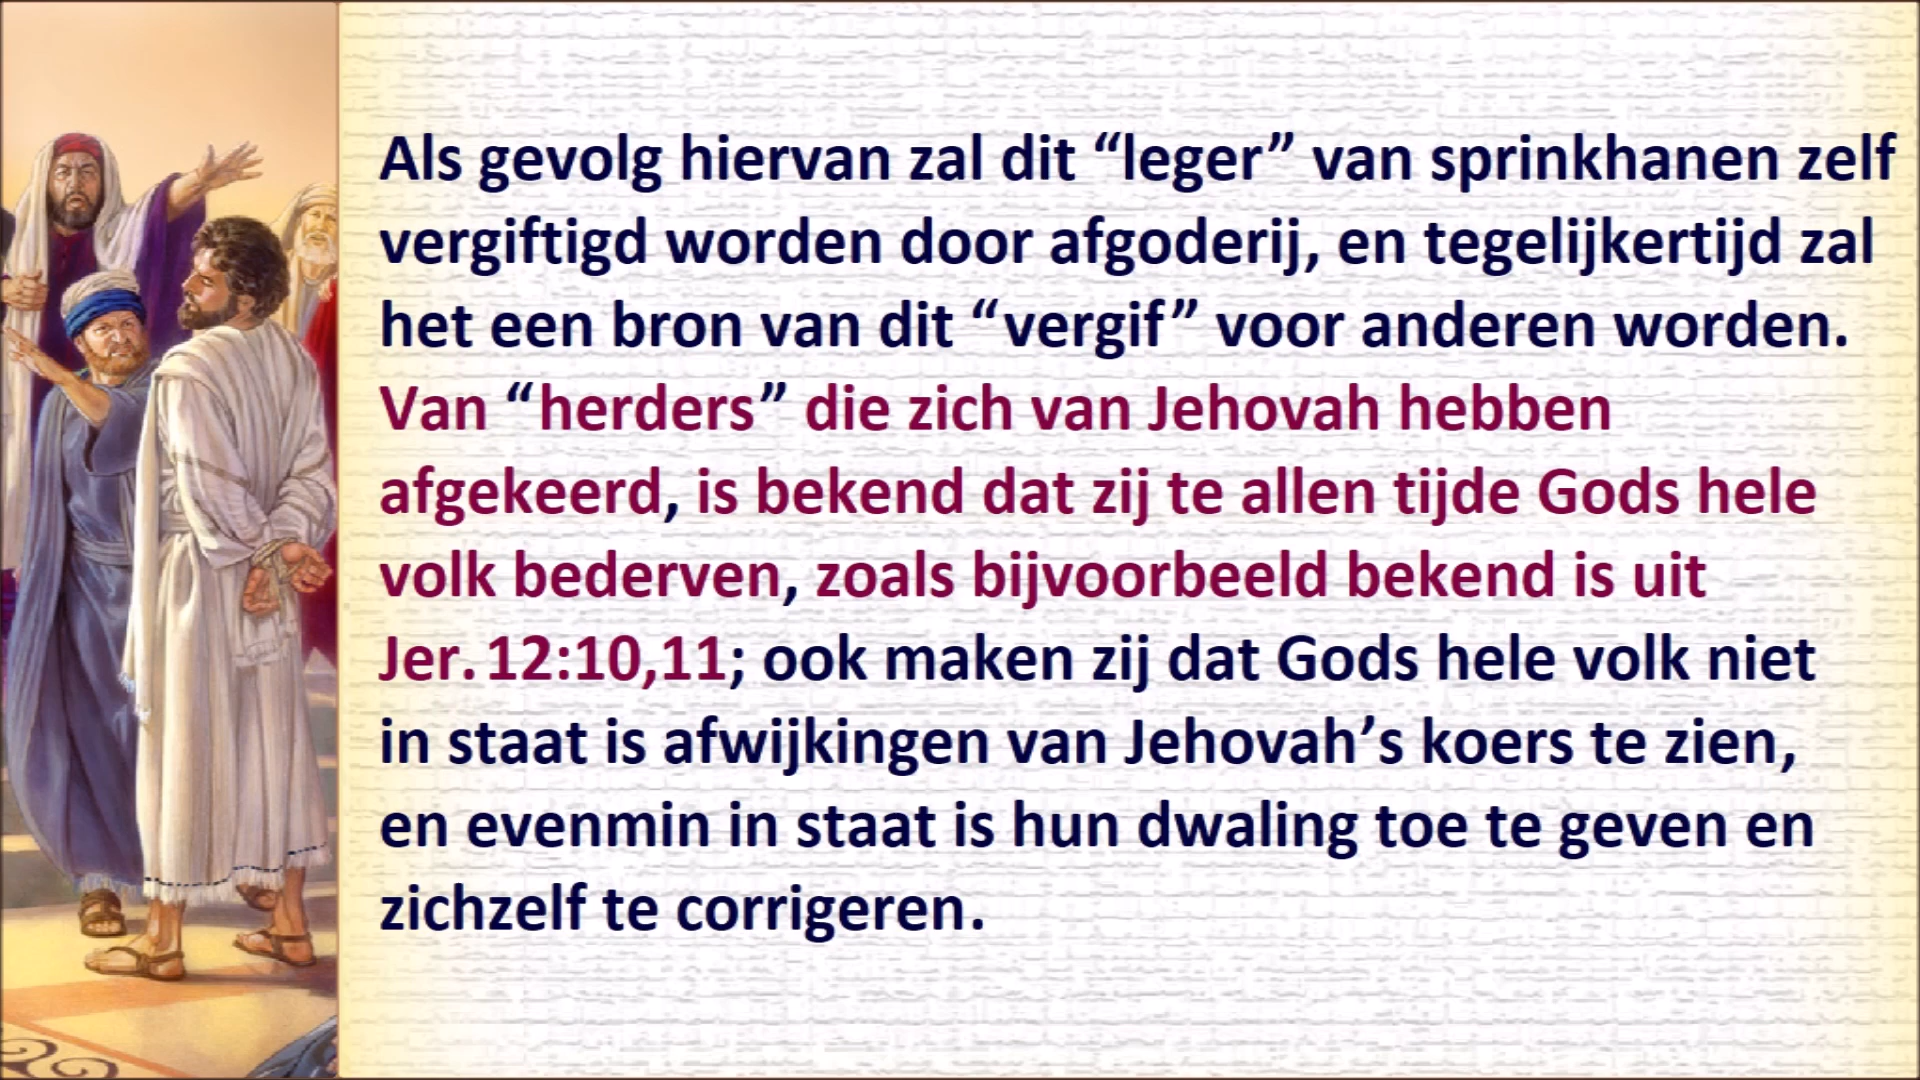 Als gevolg hiervan zal dit “leger” van sprinkhanen zelf
vergiftigd worden door afgoderij, en tegelijkertijd zal
het een bron van dit “vergif” voor anderen worden.
Van “herders” die zich van Jehovah hebben
afgekeerd, is bekend dat zij te allen tijde Gods hele
volk bederven, zoals bijvoorbeeld bekend is uit
Jer. 12:10,11; ook maken zij dat Gods hele volk niet
in staat is afwijkingen van Jehovah’s koers te zien,
en evenmin in staat is hun dwaling toe te geven en
zichzelf te corrigeren.